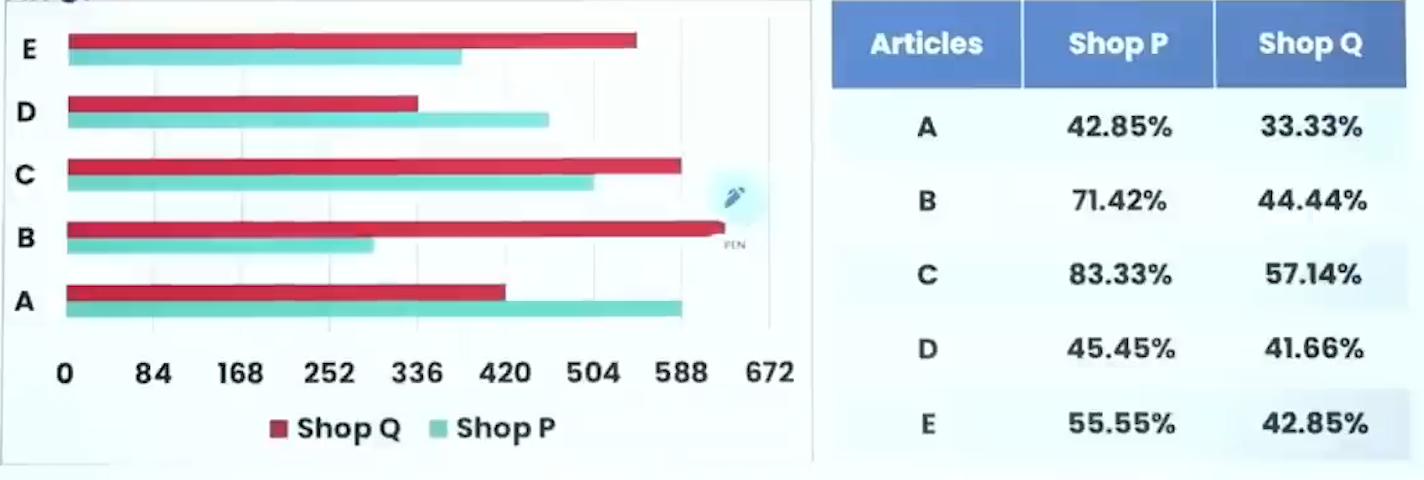 E
D
C
B
A
PEN
0 84 168 252 336 420 504 588 672
Shop Q Shop P
Articles Shop P Shop Q
A 42.85% 33.33%
B 71.42% 44.44%
C 83.33% 57.14%
D 45.45% 41.66%
E 55.55% 42.85%